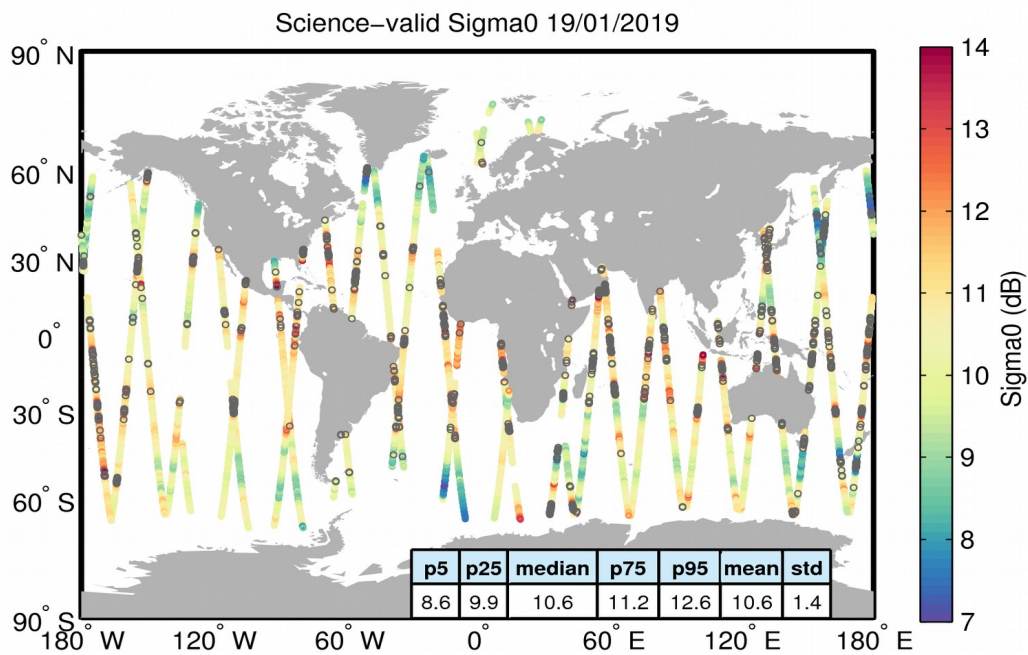 Science−valid Sigma0 19/01/2019
90° N
60° N
30° N
0°
30° S
60° S
90° S
180° W
120° W
60° W
0°
60° E
120° E
180° E
p5 p25 median p75 p95 mean std
8.6 9.9 10.6 11.2 12.6 10.6 1.4
14
13
12
11
10
9
8
7
Sigma0 (dB)